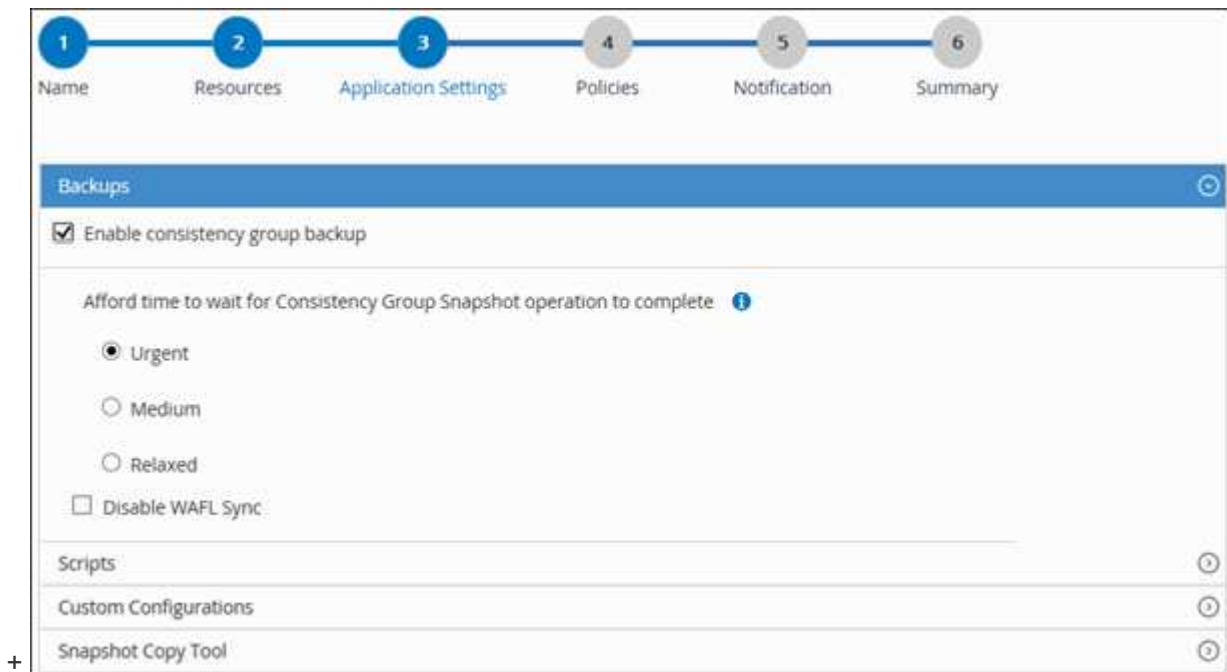 1 2 3 4 5 6
Name Resources Application Settings Policies Notification Summary
Backups
Enable consistency group backup
Afford time to wait for Consistency Group Snapshot operation to complete i
Urgent
Medium
Relaxed
Disable WAFL Sync
Scripts
Custom Configurations
Snapshot Copy Tool
+